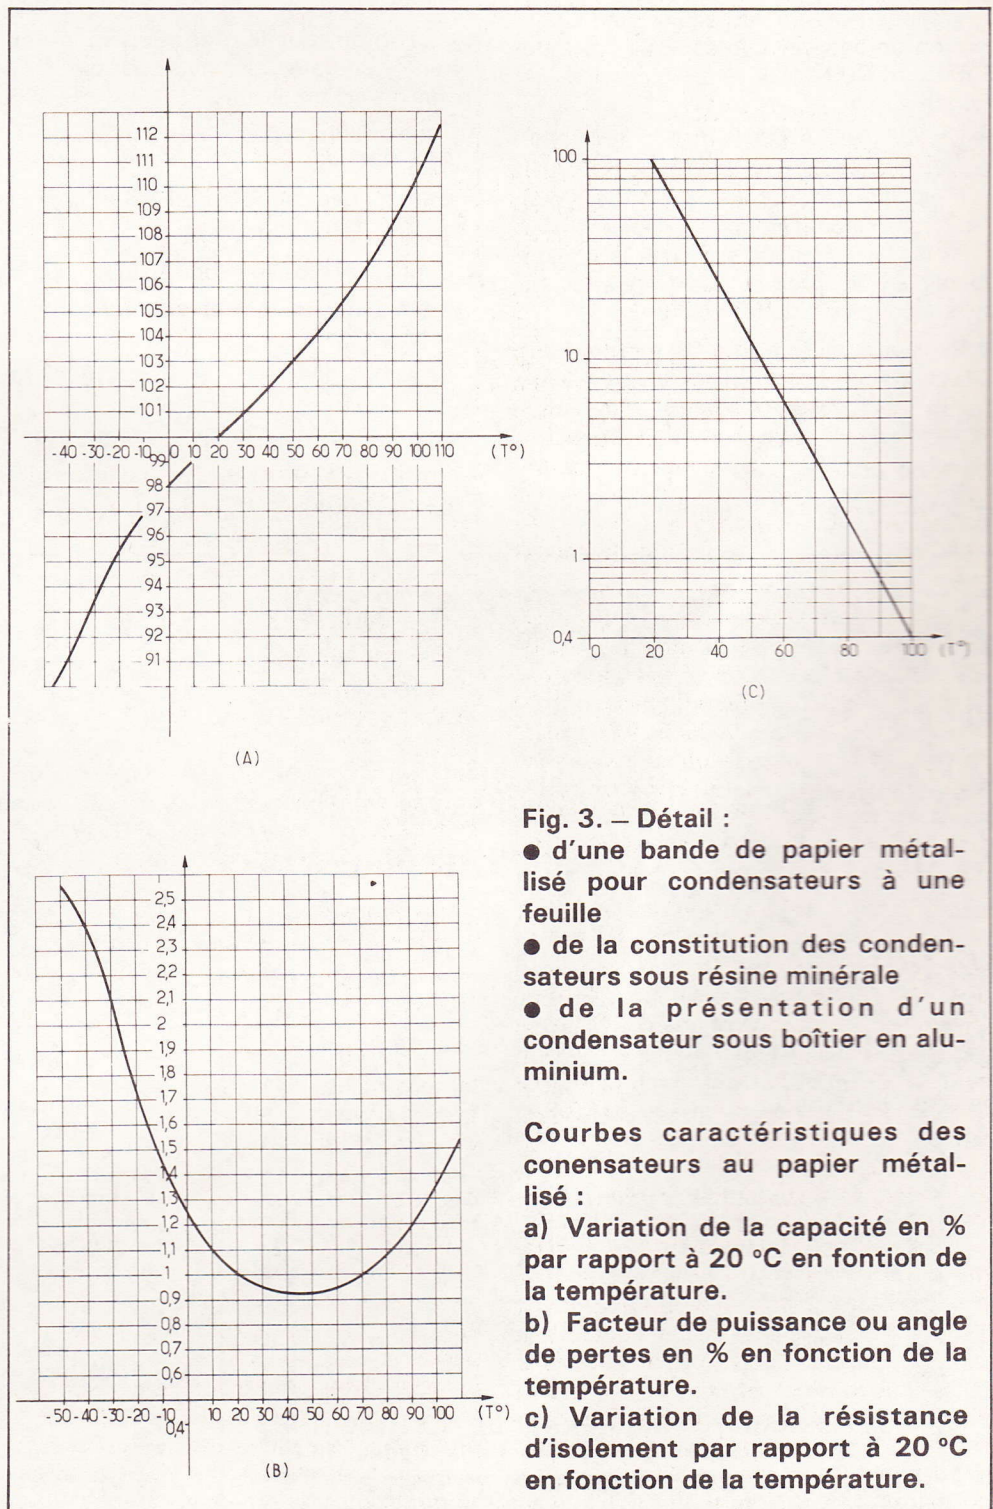 112
111
110
109
108
107
106
105
104
103
102
101
-40 -30 -20 -10 0 10 20 30 40 50 60 70 80 90 100 110 (T°)
99
98
97
96
95
94
93
92
91
(A)
100
10
1
0,4
0 20 40 60 80 100 (T°)
(C)
2,5
2,4
2,3
2,2
2,1
2
1,9
1,8
1,7
1,6
1,5
1,4
1,3
1,2
1,1
1
0,9
0,8
0,7
0,6
-50 -40 -30 -20 -10 10 20 30 40 50 60 70 80 90 100 (T°)
0,4
(B)
Fig. 3. — Détail :
● d'une bande de papier métal-
lisé pour condensateurs à une
feuille
● de la constitution des conden-
sateurs sous résine minérale
● de la présentation d'un
condensateur sous boîtier en alu-
minium.
Courbes caractéristiques des
conensateurs au papier métal-
lisé :
a) Variation de la capacité en %
par rapport à 20 °C en fontion de
la température.
b) Facteur de puissance ou angle
de pertes en % en fonction de la
température.
c) Variation de la résistance
d'isolement par rapport à 20 °C
en fonction de la température.